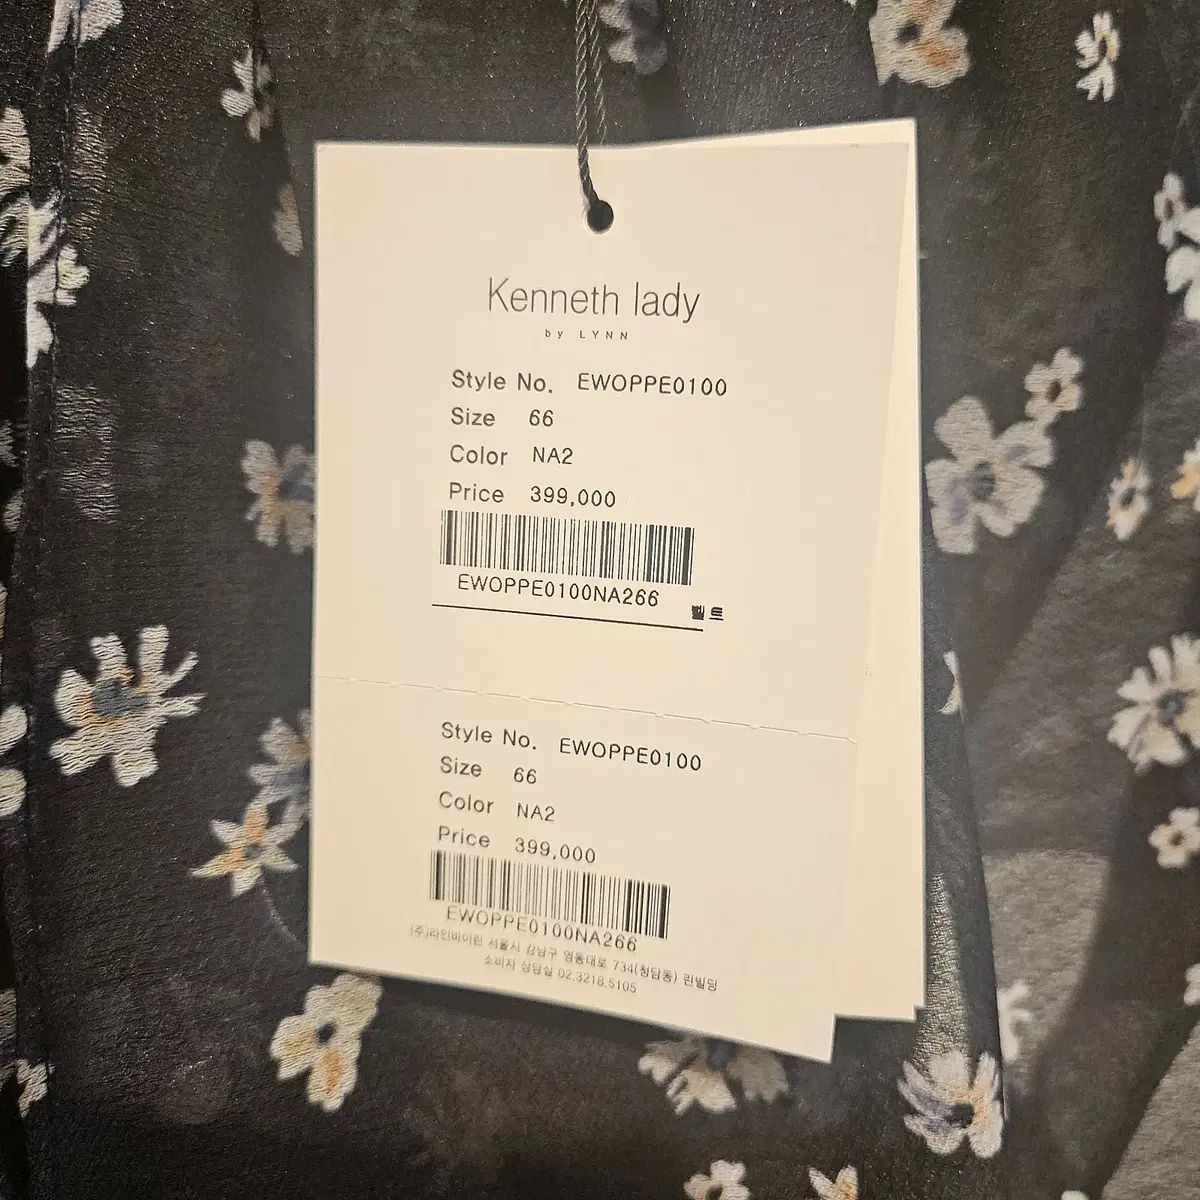 Kenneth lady
by LYNN
Style No. EWOPPE0100
Size 66
Color NA2
Price 399,000
EWOPPE0100NA266
벨트
Style No. EWOPPE0100
Size 66
Color NA2
Price 399,000
EWOPPE0100NA266
(주)라인바이린 서울시 강남구 영동대로 734(청담동) 린빌딩
소비자 상담실 02.3218.5105